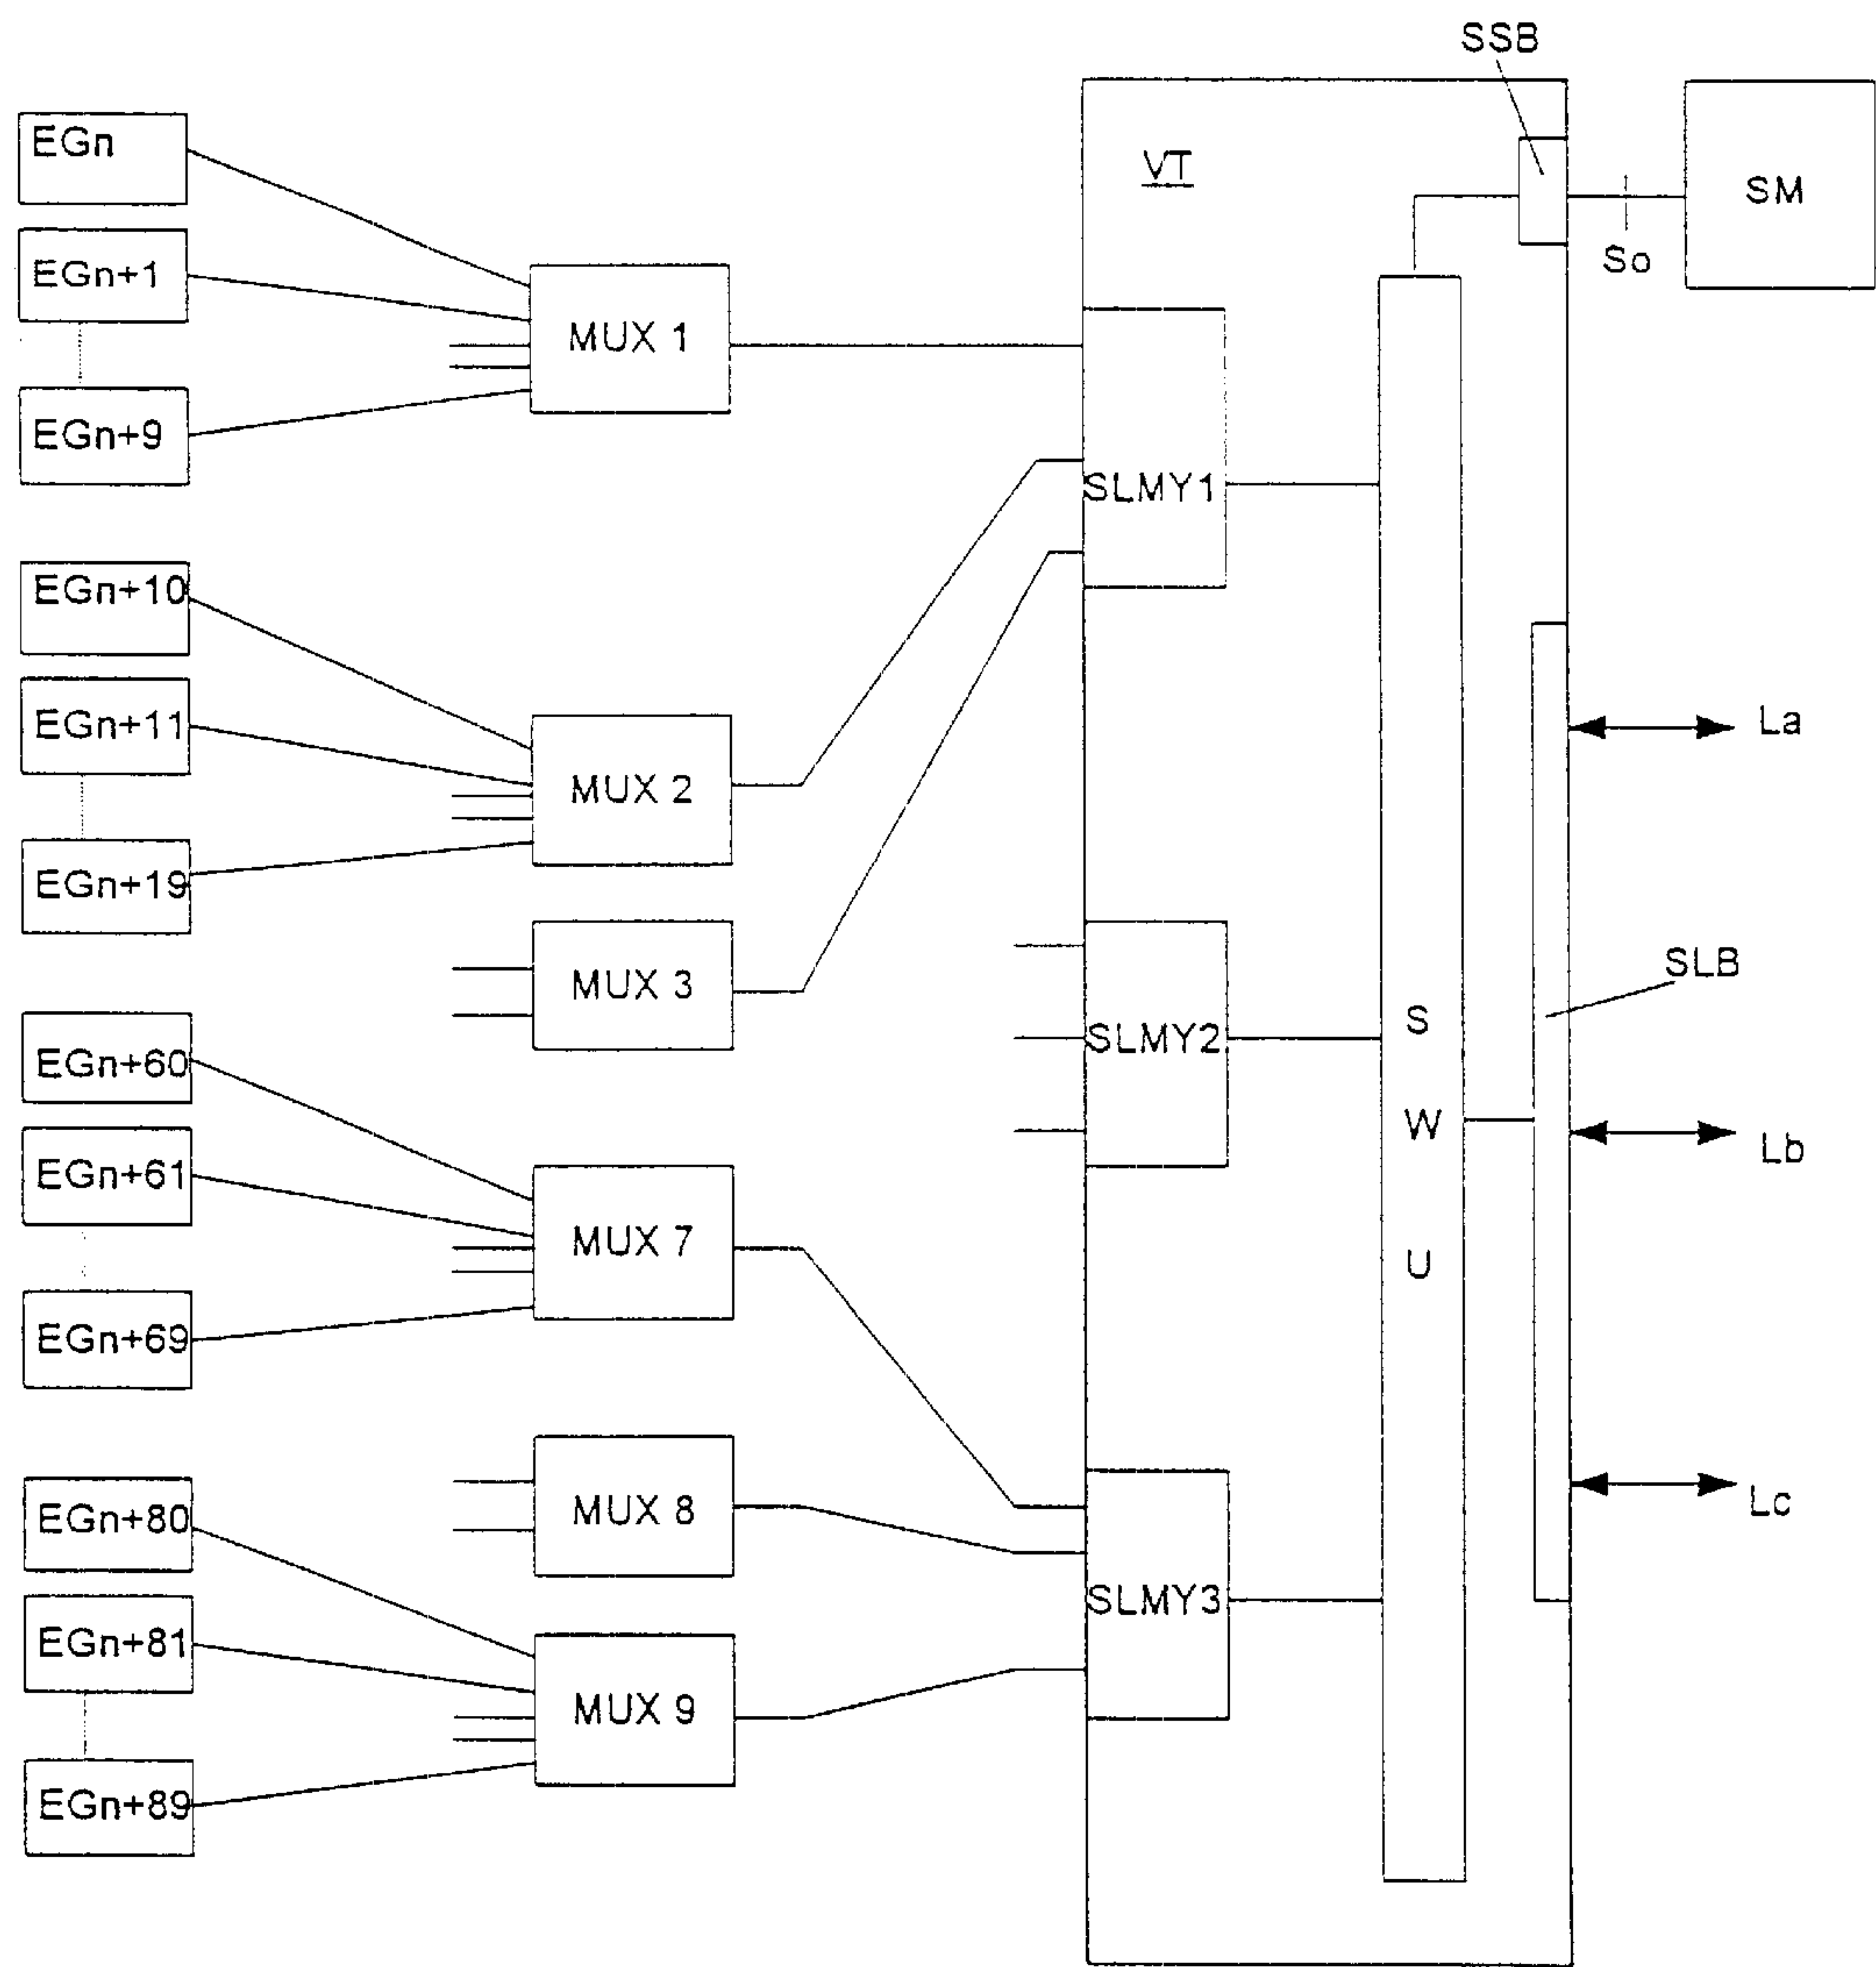 SSB
EGn
VT
SM
EGn+1
So
MUX 1
EGn+9
SLMY1
EGn+10
EGn+11
La
MUX 2
EGn+19
SLB
MUX 3
S
SLMY2
EGn+60
W
Lb
EGn+61
MUX 7
U
EGn+69
Lc
MUX 8
EGn+80
SLMY3
EGn+81
MUX 9
EGn+89